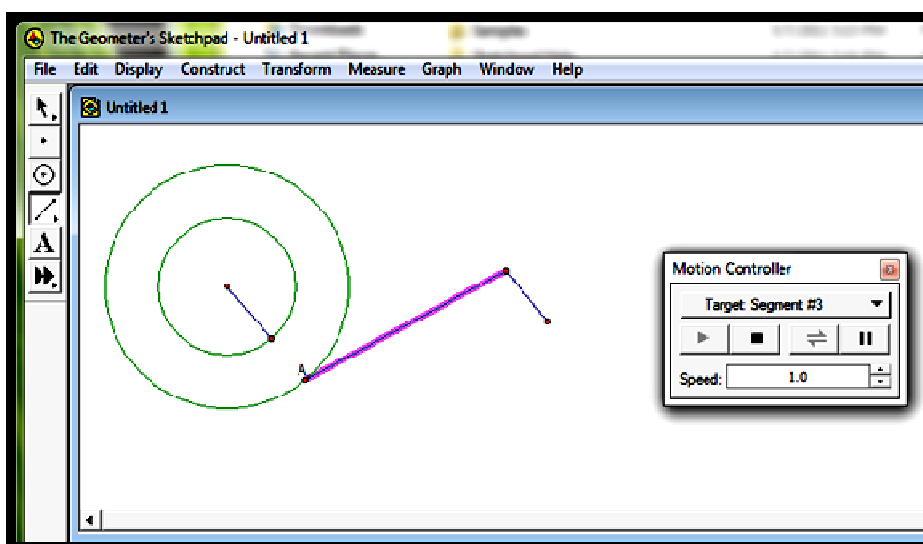 The Geometer's Sketchpad - Untitled 1
File Edit Display Construct Transform Measure Graph Window Help
Untitled 1
A
A
Motion Controller
Target Segment #3
Speed: 1.0